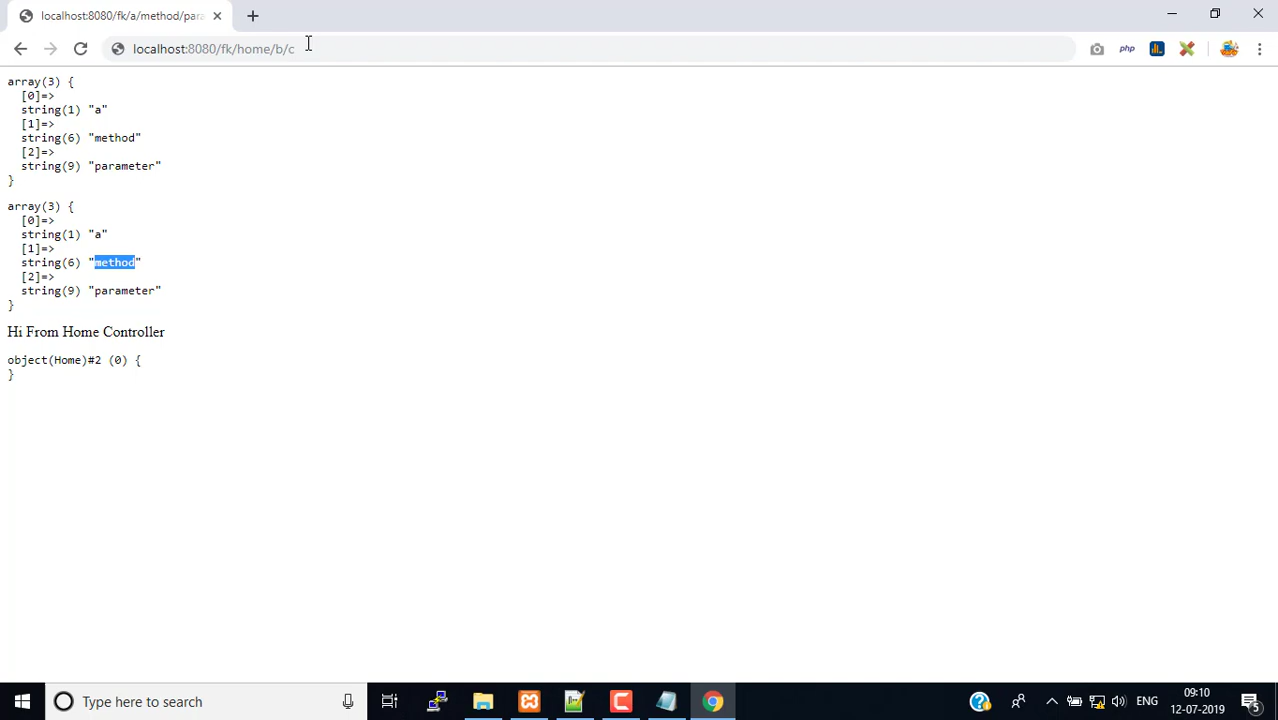 localhost:8080/fk/a/method/para
localhost:8080/fk/home/b/c
php
array(3) {
[0]=>
string(1) "a"
[1]=>
string(6) "method"
[2]=>
string(9) "parameter"
}
array(3) {
[0]=>
string(1) "a"
[1]=>
string(6) "method"
[2]=>
string(9) "parameter"
}
Hi From Home Controller
object(Home)#2 (0) {
}
Type here to search
ENG
09:10
12-07-2019
5